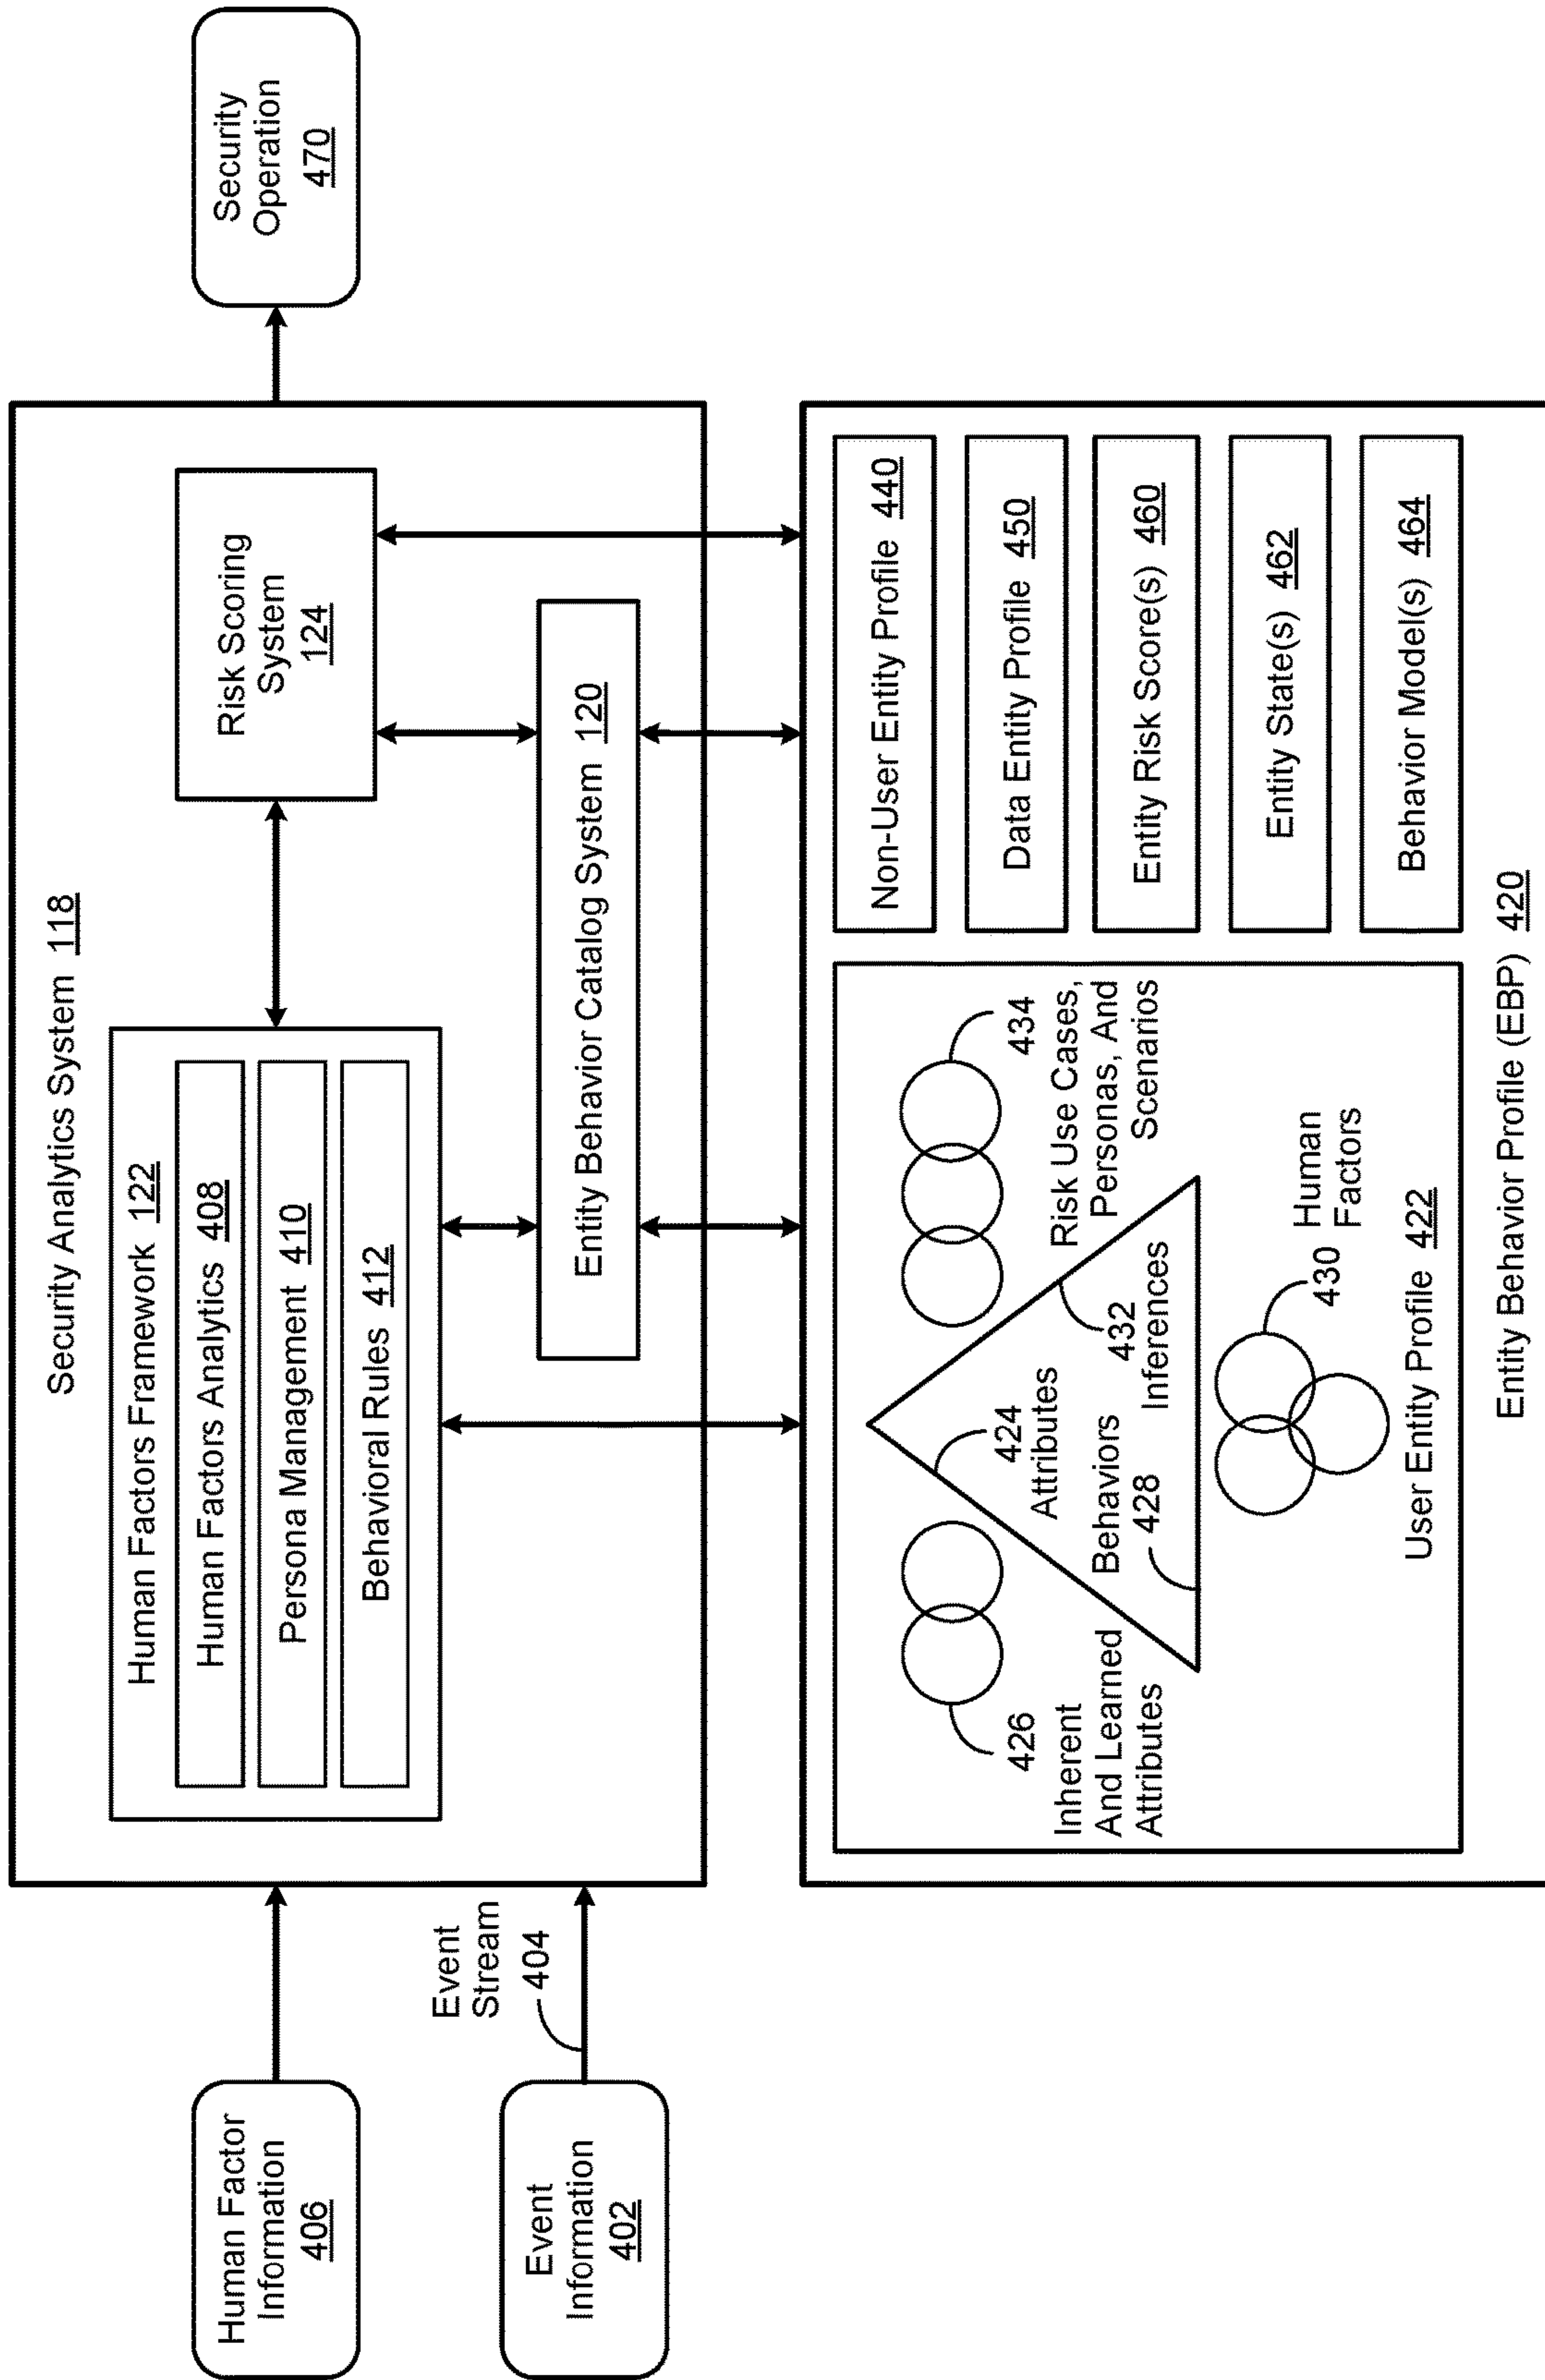 Security Analytics System 118
Human Factors Framework 122
Human Factors Analytics 408
Persona Management 410
Behavioral Rules 412
Risk Scoring
System
124
Entity Behavior Catalog System 120
Security
Operation
470
Human Factor
Information
406
Event
Stream
404
Event
Information
402
426
Inherent
And Learned
Attributes
424
Attributes
Behaviors
428
432
Inferences
434
Risk Use Cases,
Personas, And
Scenarios
430
Human
Factors
User Entity Profile 422
Non-User Entity Profile 440
Data Entity Profile 450
Entity Risk Score(s) 460
Entity State(s) 462
Behavior Model(s) 464
Entity Behavior Profile (EBP) 420